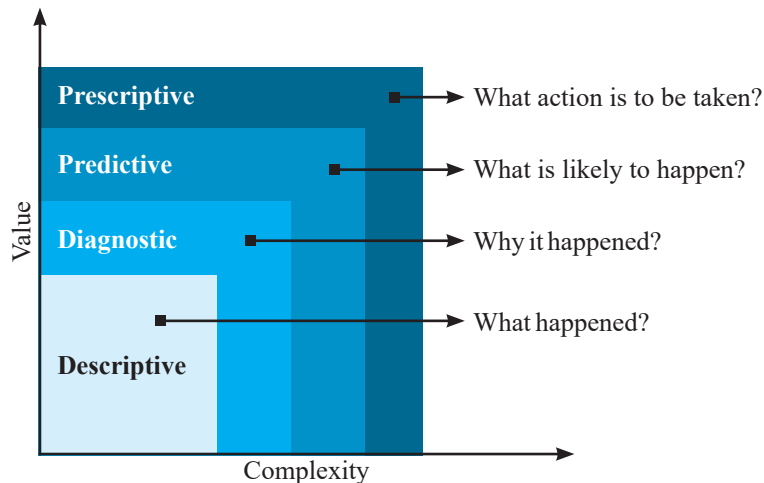 Prescriptive
What action is to be taken?
Predictive
What is likely to happen?
Value
Diagnostic
Why it happened?
What happened?
Descriptive
Complexity